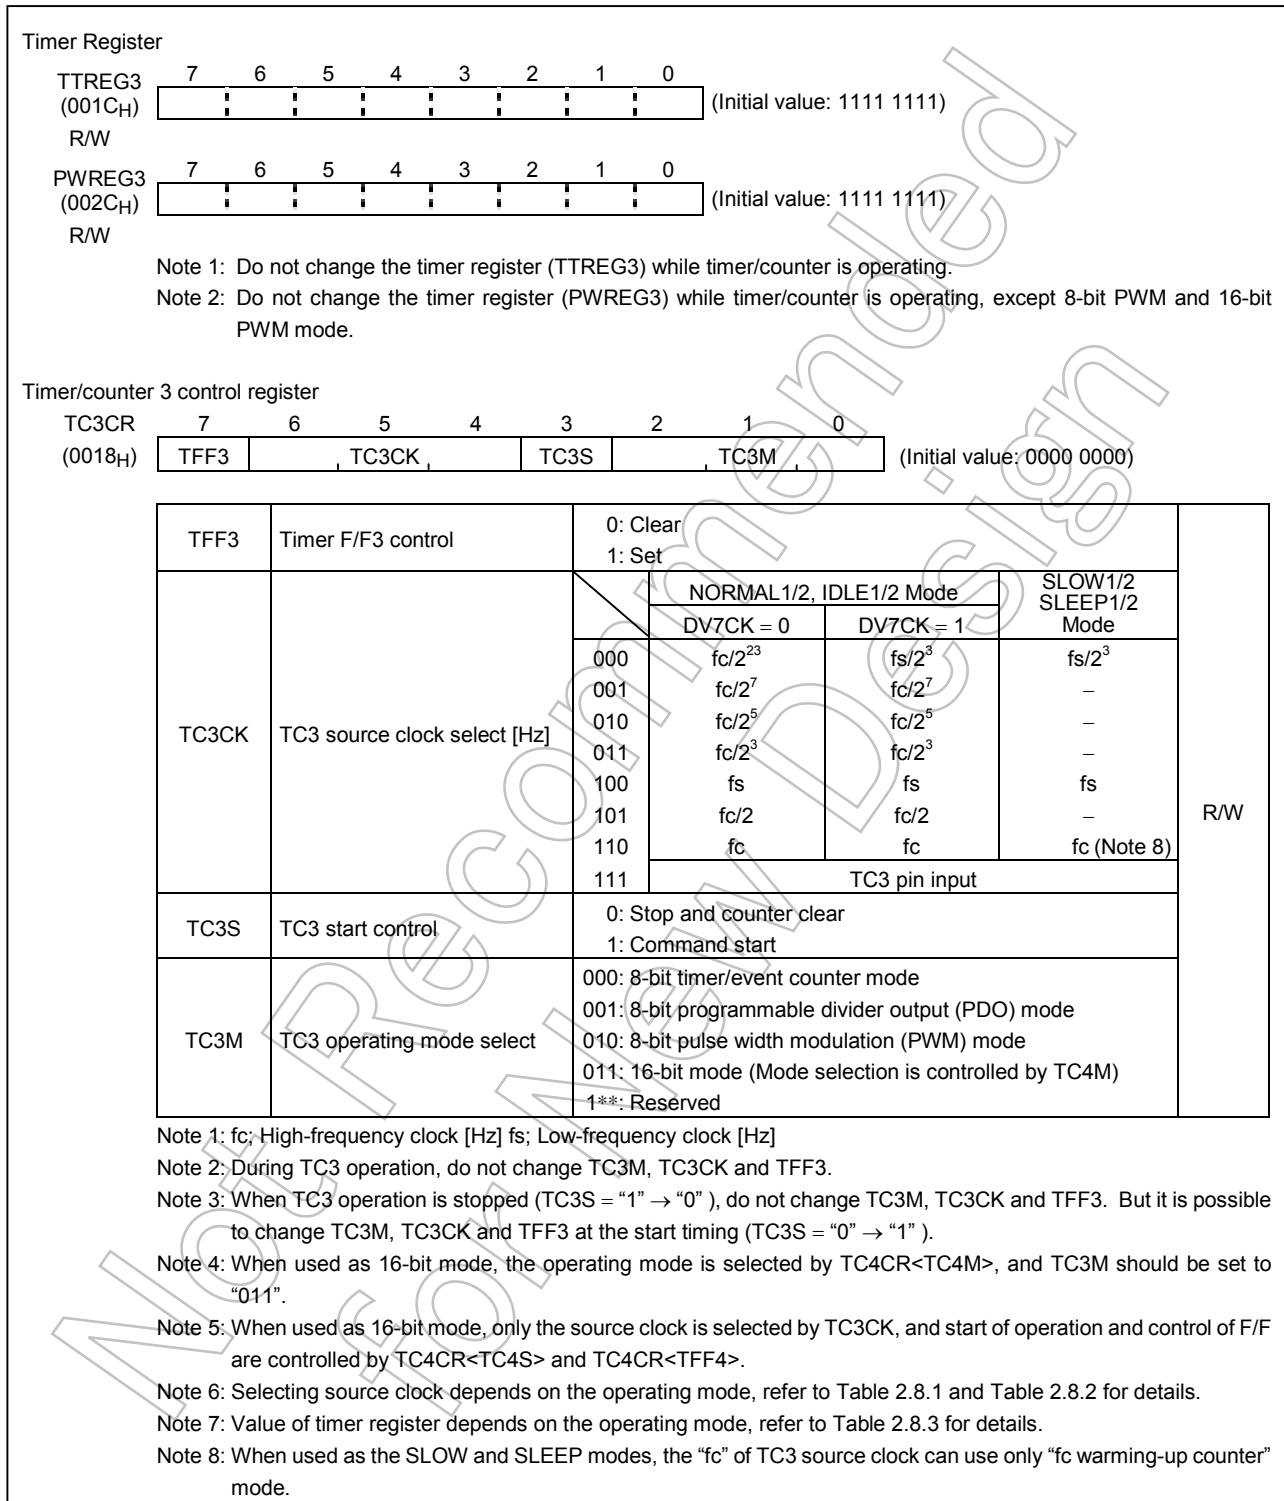 Timer Register
TTREG3 7 6 5 4 3 2 1 0
(001CH) (Initial value: 1111 1111)
R/W
PWREG3 7 6 5 4 3 2 1 0
(002CH) (Initial value: 1111 1111)
R/W
Note 1: Do not change the timer register (TTREG3) while timer/counter is operating.
Note 2: Do not change the timer register (PWREG3) while timer/counter is operating, except 8-bit PWM and 16-bit
PWM mode.
Timer/counter 3 control register
TC3CR 7 6 5 4 3 2 1 0
(0018H) TFF3 TC3CK TC3S TC3M (Initial value: 0000 0000)
TFF3 Timer F/F3 control 0: Clear
1: Set
TC3CK TC3 source clock select [Hz] NORMAL1/2, IDLE1/2 Mode SLOW1/2
SLEEP1/2
DV7CK = 0 DV7CK = 1 Mode
000 fc/2^23 fs/2^3 fs/2^3
001 fc/2^7 fc/2^7 –
010 fc/2^5 fc/2^5 –
011 fc/2^3 fc/2^3 –
100 fs fs fs
101 fc/2 fc/2 –
110 fc fc fc (Note 8)
111 TC3 pin input
R/W
TC3S TC3 start control 0: Stop and counter clear
1: Command start
TC3M TC3 operating mode select 000: 8-bit timer/event counter mode
001: 8-bit programmable divider output (PDO) mode
010: 8-bit pulse width modulation (PWM) mode
011: 16-bit mode (Mode selection is controlled by TC4M)
1**: Reserved
Note 1: fc; High-frequency clock [Hz] fs; Low-frequency clock [Hz]
Note 2: During TC3 operation, do not change TC3M, TC3CK and TFF3.
Note 3: When TC3 operation is stopped (TC3S = “1” → “0” ), do not change TC3M, TC3CK and TFF3. But it is possible
to change TC3M, TC3CK and TFF3 at the start timing (TC3S = “0” → “1” ).
Note 4: When used as 16-bit mode, the operating mode is selected by TC4CR<TC4M>, and TC3M should be set to
“011”.
Note 5: When used as 16-bit mode, only the source clock is selected by TC3CK, and start of operation and control of F/F
are controlled by TC4CR<TC4S> and TC4CR<TFF4>.
Note 6: Selecting source clock depends on the operating mode, refer to Table 2.8.1 and Table 2.8.2 for details.
Note 7: Value of timer register depends on the operating mode, refer to Table 2.8.3 for details.
Note 8: When used as the SLOW and SLEEP modes, the “fc” of TC3 source clock can use only “fc warming-up counter”
mode.
Not Recommended
for New Design